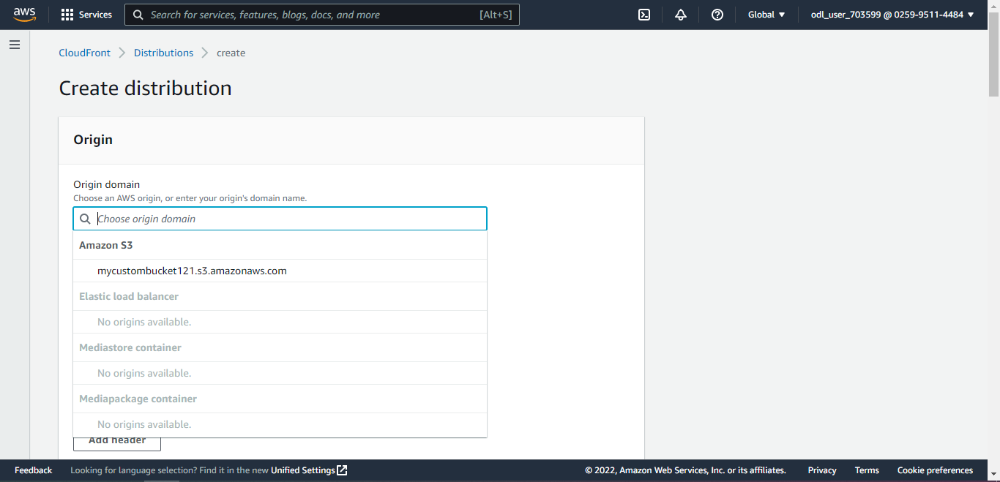 aws Services Search for services, features, blogs, docs, and more [Alt+S] Global odl_user_703599 @ 0259-9511-4484
CloudFront Distributions create
Create distribution
Origin
Origin domain
Choose an AWS origin, or enter your origin's domain name.
Choose origin domain
Amazon S3
mycustombucket121.s3.amazonaws.com
Elastic load balancer
No origins available.
Mediastore container
No origins available.
Mediapackage container
No origins available.
Add header
Feedback Looking for language selection? Find it in the new Unified Settings © 2022, Amazon Web Services, Inc. or its affiliates. Privacy Terms Cookie preferences